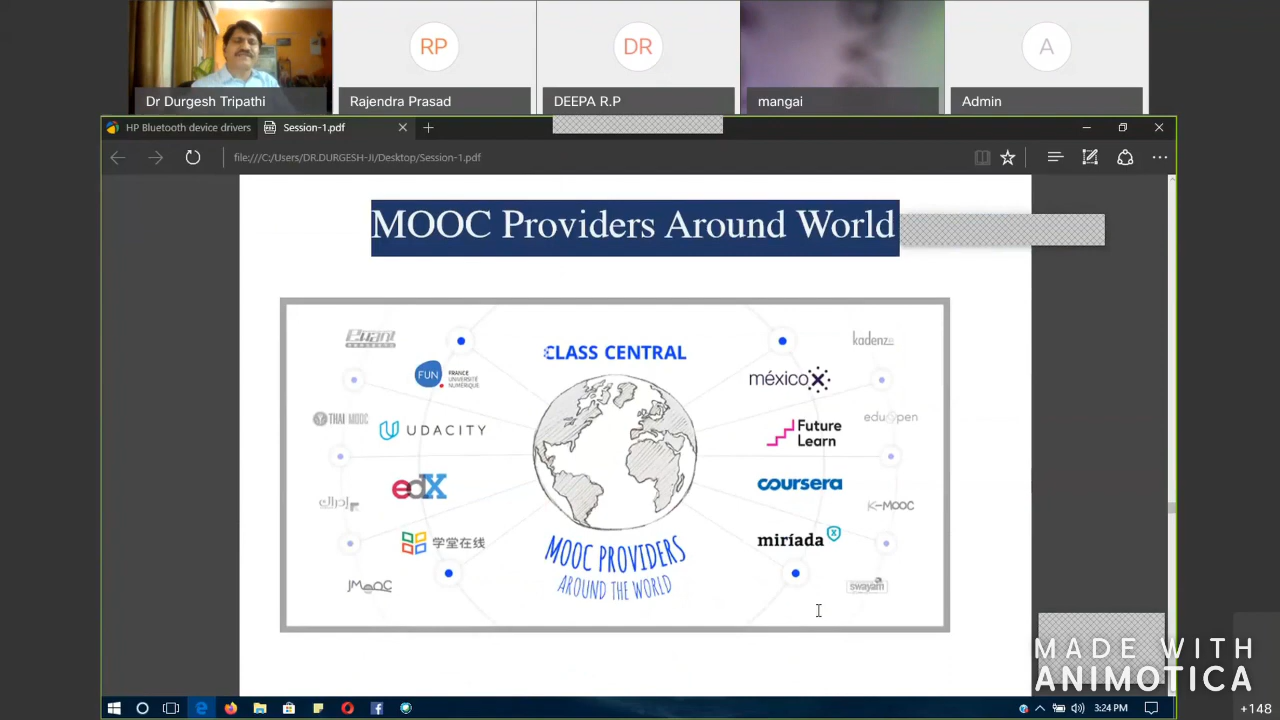 RP
DR
A
Dr Durgesh Tripathi
Rajendra Prasad
DEEPA R.P
mangai
Admin
HP Bluetooth device drivers
Session-1.pdf
file:///C:/Users/DR.DURGESH-JI/Desktop/Session-1.pdf
MOOC Providers Around World
CLASS CENTRAL
kadenze
FUN FRANCE
UNIVERSITÉ
NUMÉRIQUE
méxicoX
THAI MOOC
UDACITY
Future
Learn
eduopen
edX
coursera
إدراك
K-MOOC
学堂在线
miríada X
JMOOC
swayam
MOOC PROVIDERS
AROUND THE WORLD
MADE WITH
ANIMOTICA
3:24 PM
+148